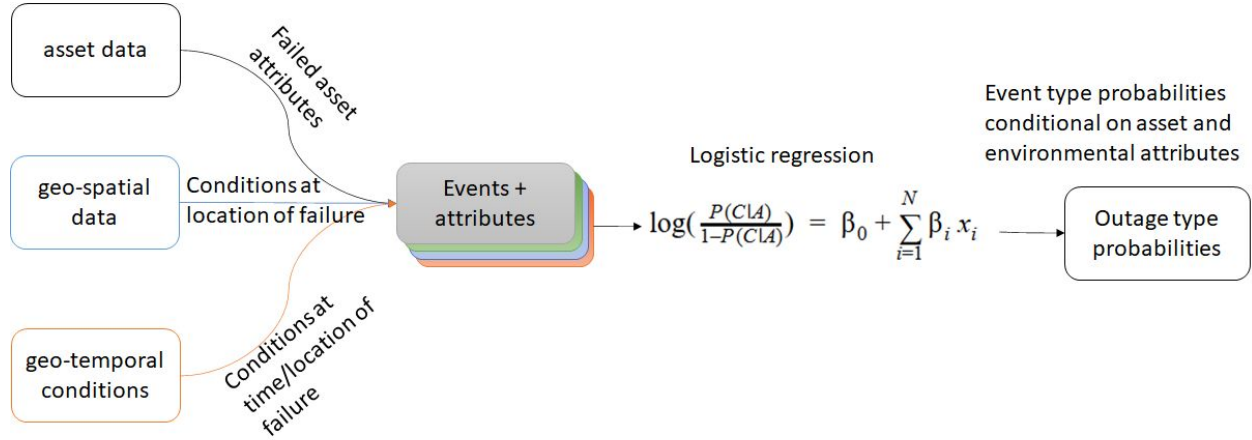 asset data
Failed asset
attributes
geo-spatial
data
Conditions at
location of failure
geo-temporal
conditions
Conditions at
time/location of
failure
Events +
attributes
Logistic regression
log(P(C|A)/1−P(C|A)) = β0 + N∑i=1 βi xi
Event type probabilities
conditional on asset and
environmental attributes
Outage type
probabilities